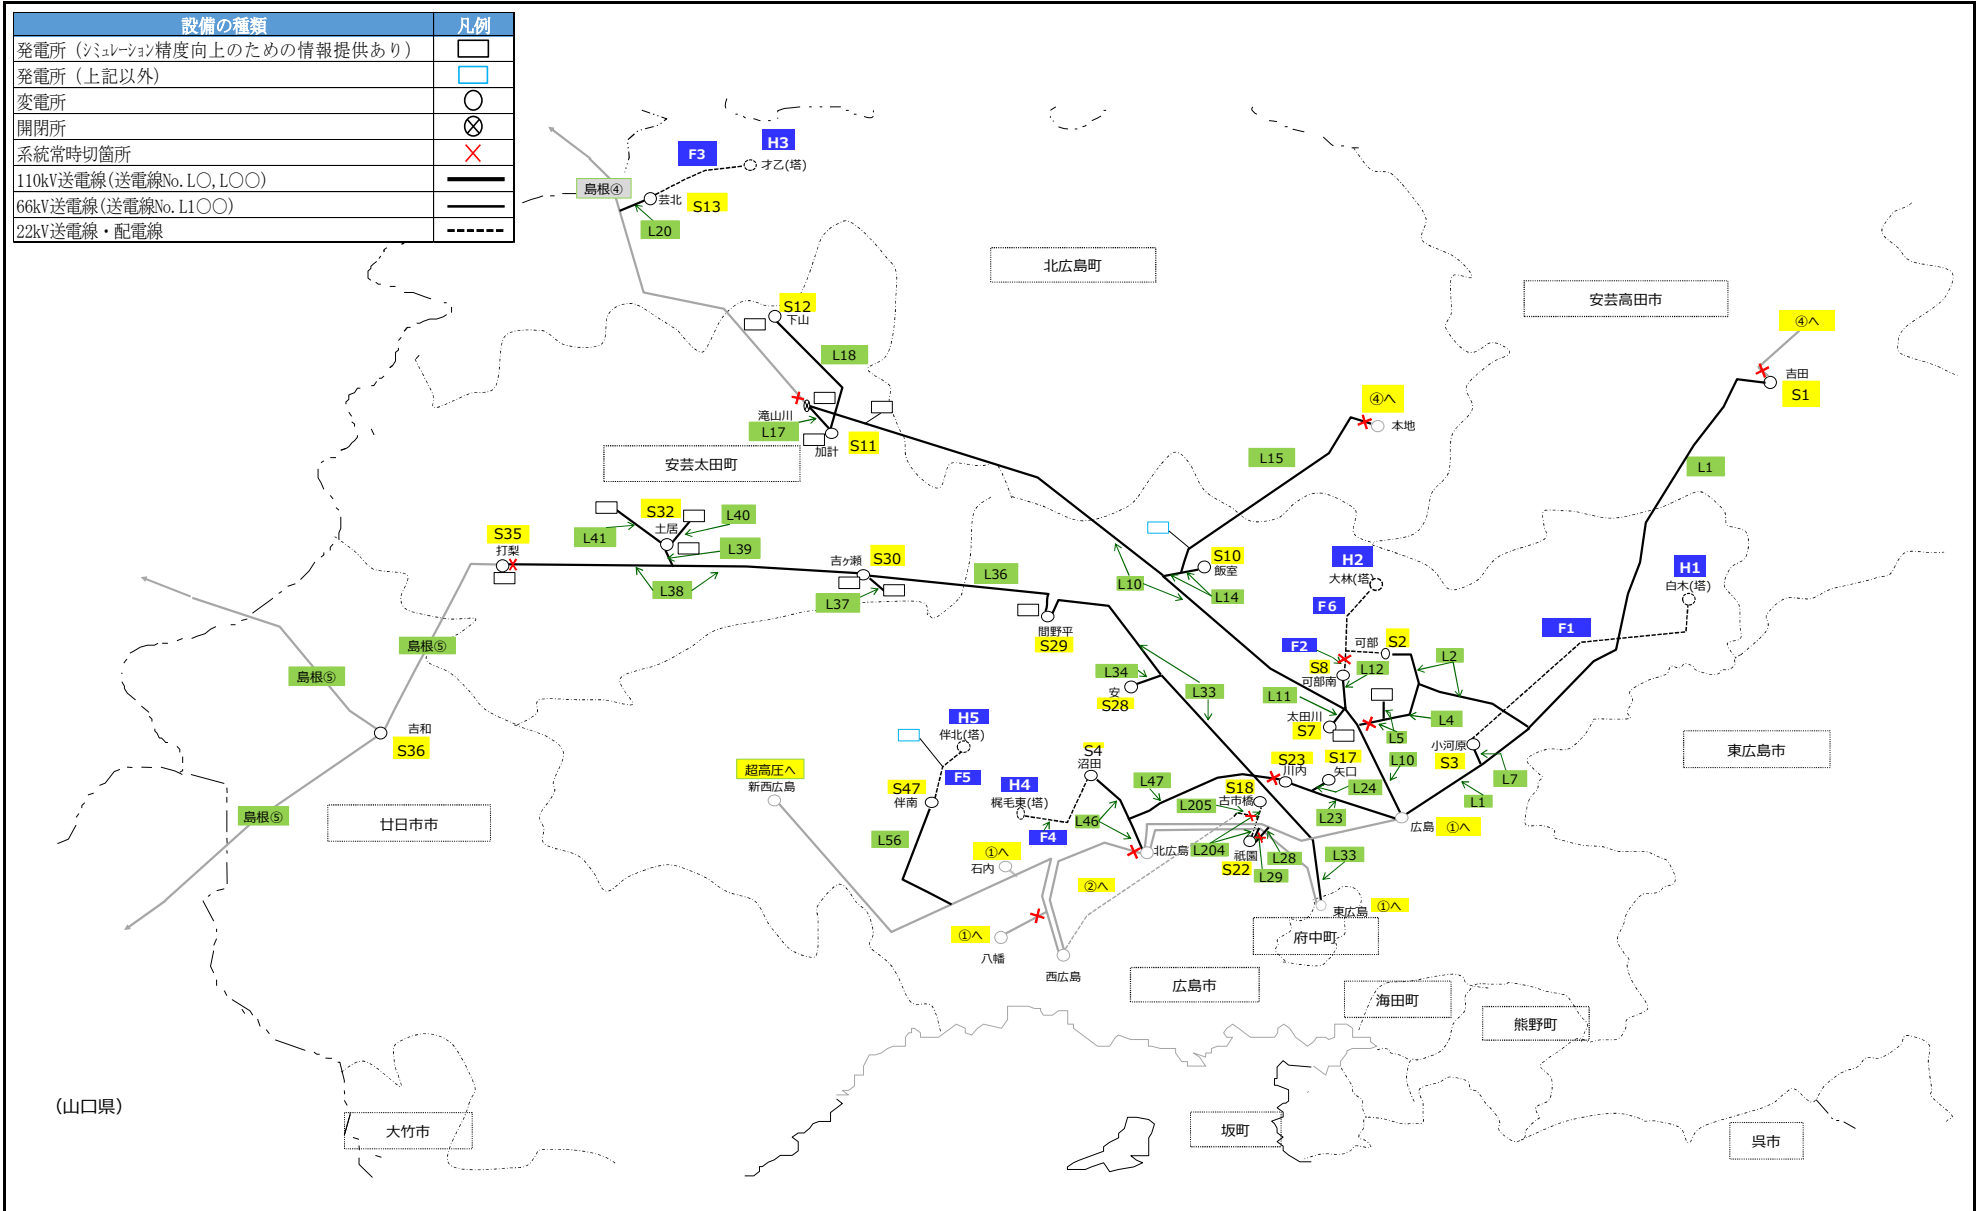 設備の種類 凡例
発電所（シミュレーション精度向上のための情報提供あり）
発電所（上記以外）
変電所
開閉所
系統常時切箇所
110kV送電線(送電線No.L○,L○○)
66kV送電線(送電線No.L1○○)
22kV送電線・配電線
H3
F3
才乙(塔)
島根④
芸北
S13
L20
北広島町
安芸高田市
S12
下山
④へ
L18
吉田
S1
④へ
本地
滝山川
L17
加計
S11
安芸太田町
L15
L1
S32
土居
L40
L41
L39
S35
打梨
吉ヶ瀬
S30
L36
L38
L37
S10
飯室
L10
L14
H2
大林(塔)
H1
白木(塔)
F6
F1
間野平
S29
F2
可部
S2
L2
S8
可部南
L12
島根⑤
島根⑤
L34
安
S28
L33
L11
太田川
S7
L4
L5
小河原
S3
L10
L7
L1
東広島市
吉和
S36
H5
伴北(塔)
F5
超高圧へ
新西広島
S47
伴南
S4
沼田
H4
梶毛東(塔)
F4
L47
S23
川内
S17
矢口
L24
S18
古市橋
L205
L46
L23
広島
①へ
島根⑤
廿日市市
L56
北広島
L204
祇園
S22
L28
L29
L33
①へ
石内
②へ
東広島
①へ
①へ
八幡
西広島
府中町
広島市
海田町
熊野町
(山口県)
大竹市
坂町
呉市